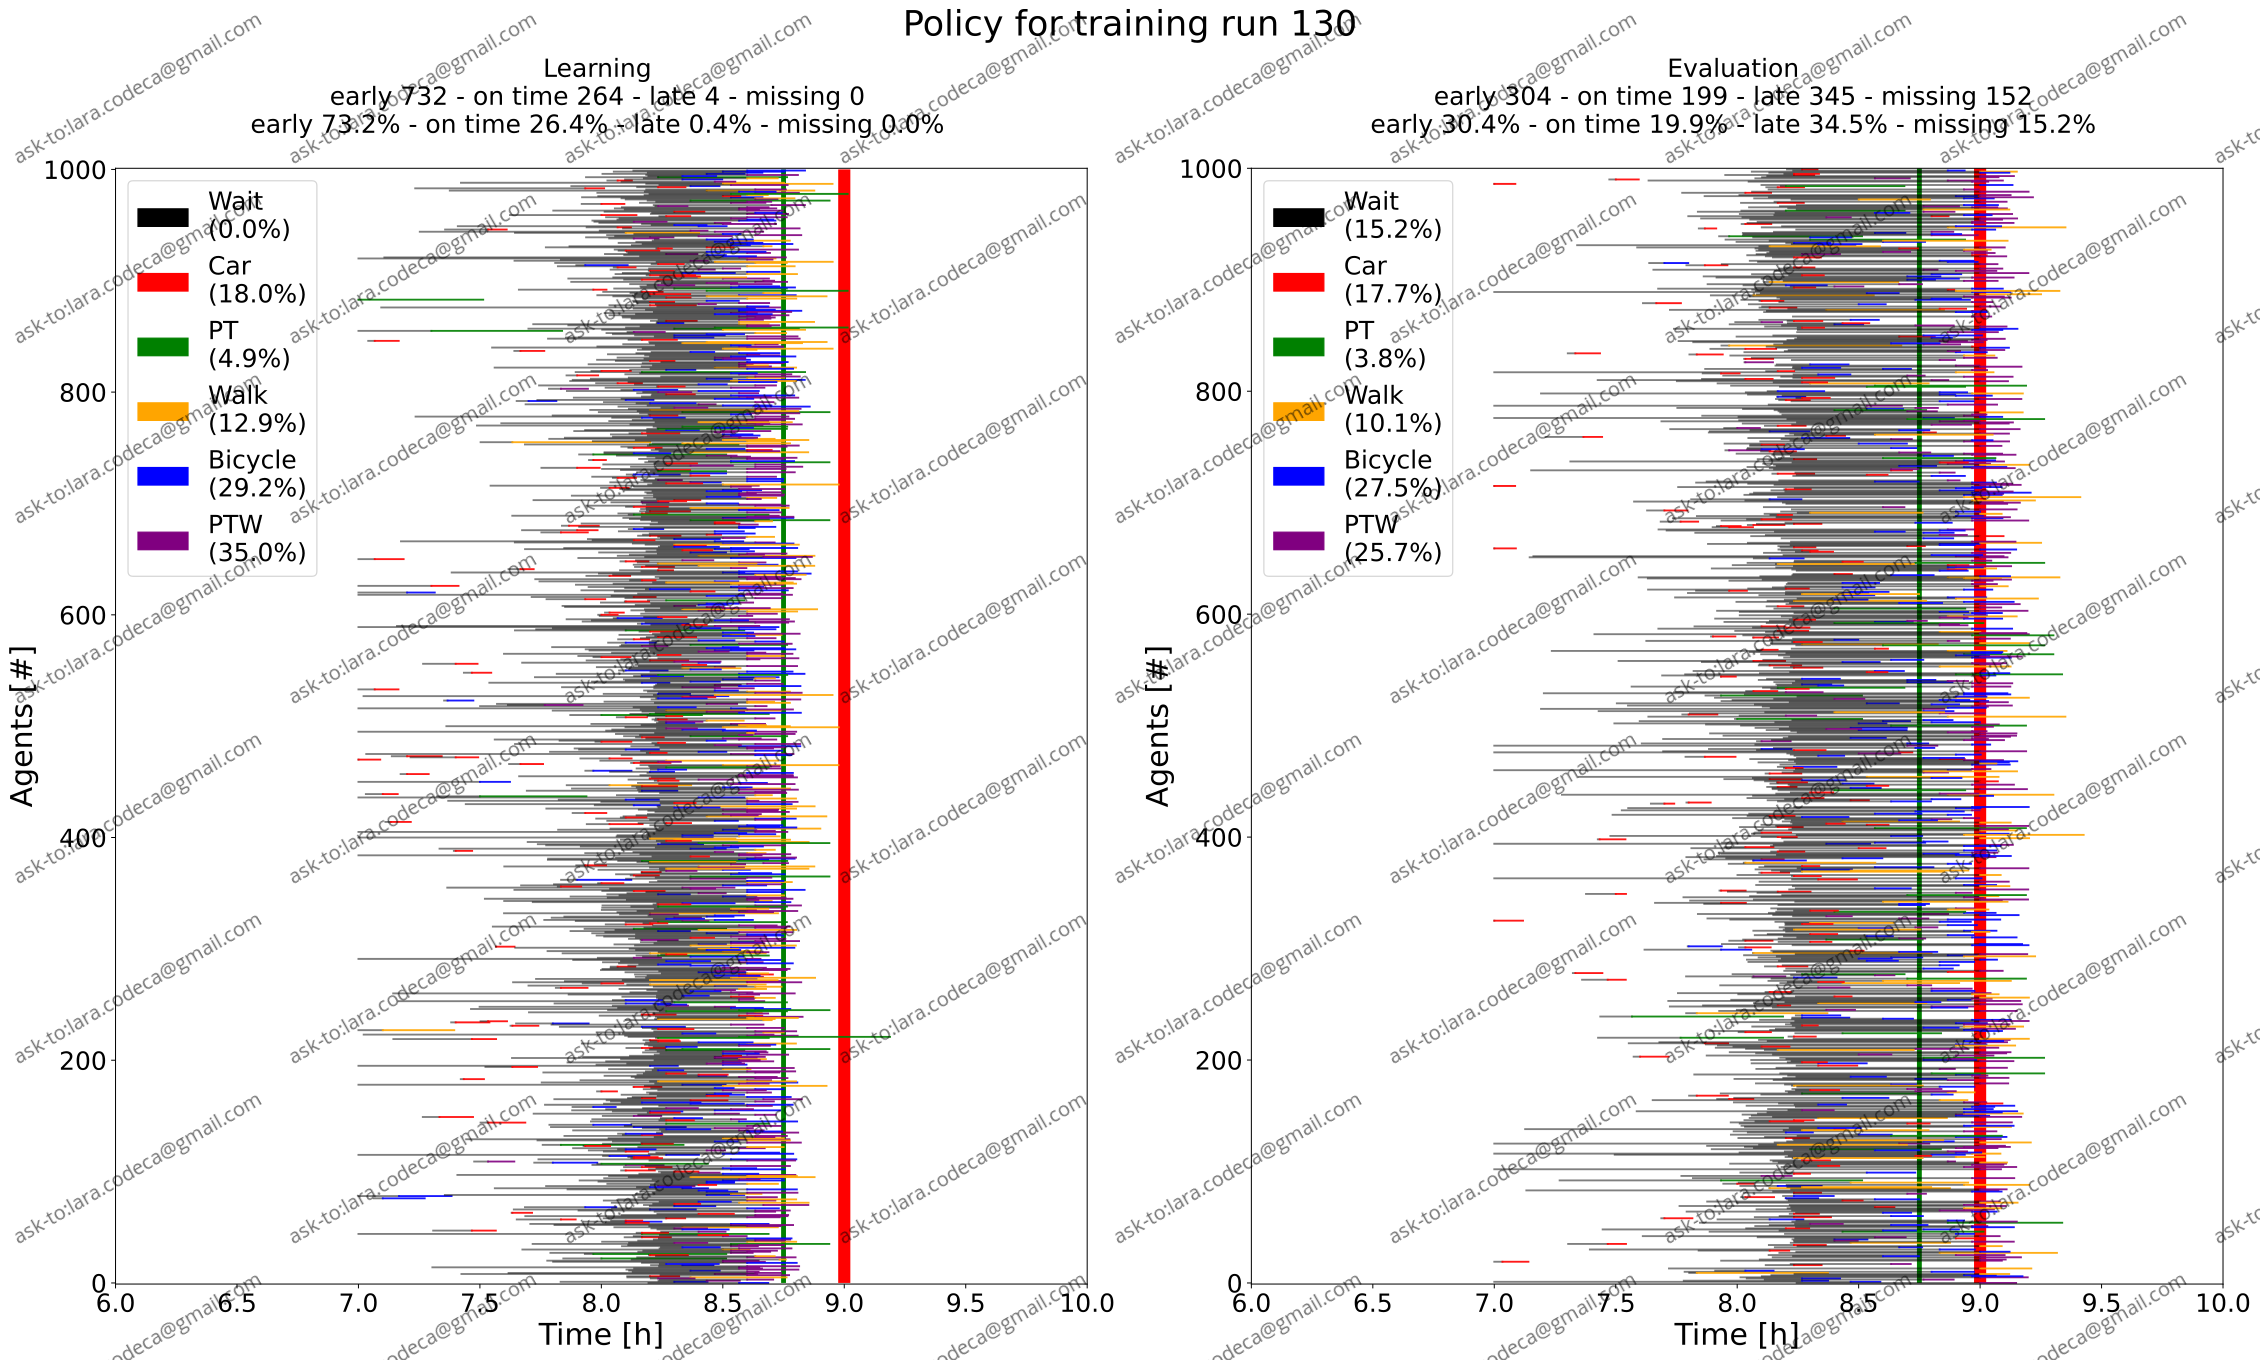 Policy for training run 130
Learning
early 732 - on time 264 - late 4 - missing 0
early 73.2% - on time 26.4% - late 0.4% - missing 0.0%
Evaluation
early 304 - on time 199 - late 345 - missing 152
early 30.4% - on time 19.9% - late 34.5% - missing 15.2%
Agents [#]
1000
800
600
400
200
0
Wait
(0.0%)
Car
(18.0%)
PT
(4.9%)
Walk
(12.9%)
Bicycle
(29.2%)
PTW
(35.0%)
6.0 6.5 7.0 7.5 8.0 8.5 9.0 9.5 10.0
Time [h]
Agents [#]
1000
800
600
400
200
0
Wait
(15.2%)
Car
(17.7%)
PT
(3.8%)
Walk
(10.1%)
Bicycle
(27.5%)
PTW
(25.7%)
6.0 6.5 7.0 7.5 8.0 8.5 9.0 9.5 10.0
Time [h]
ask-to:lara.codeca@gmail.com